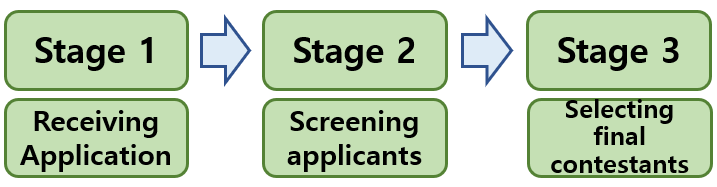 Stage 1
Stage 2
Stage 3
Receiving
Application
Screening
applicants
Selecting
final
contestants